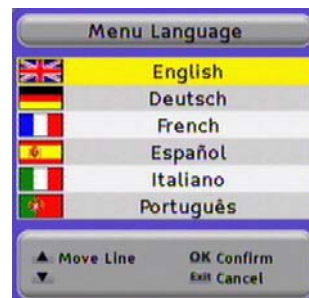 Menu Language
English
Deutsch
French
Español
Italiano
Português
▲ Move Line OK Confirm
▼ Exit Cancel